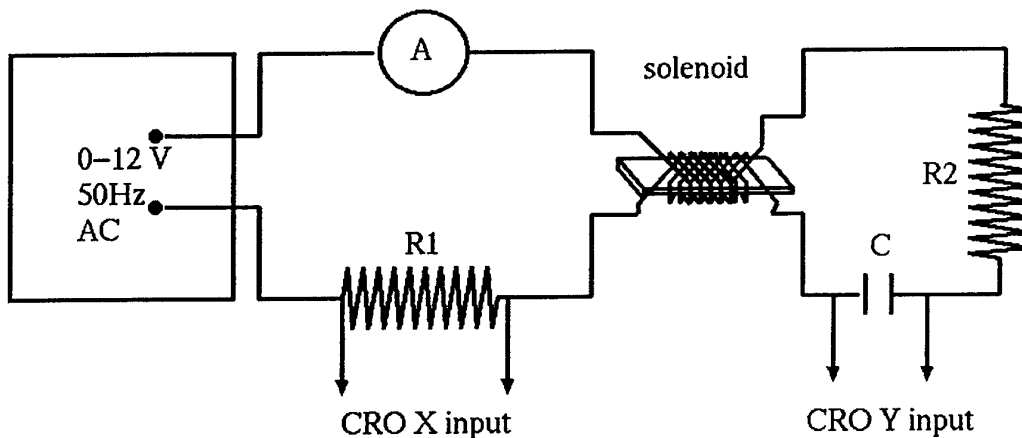 A
solenoid
0–12 V
50Hz
AC
R1
R2
C
CRO X input
CRO Y input